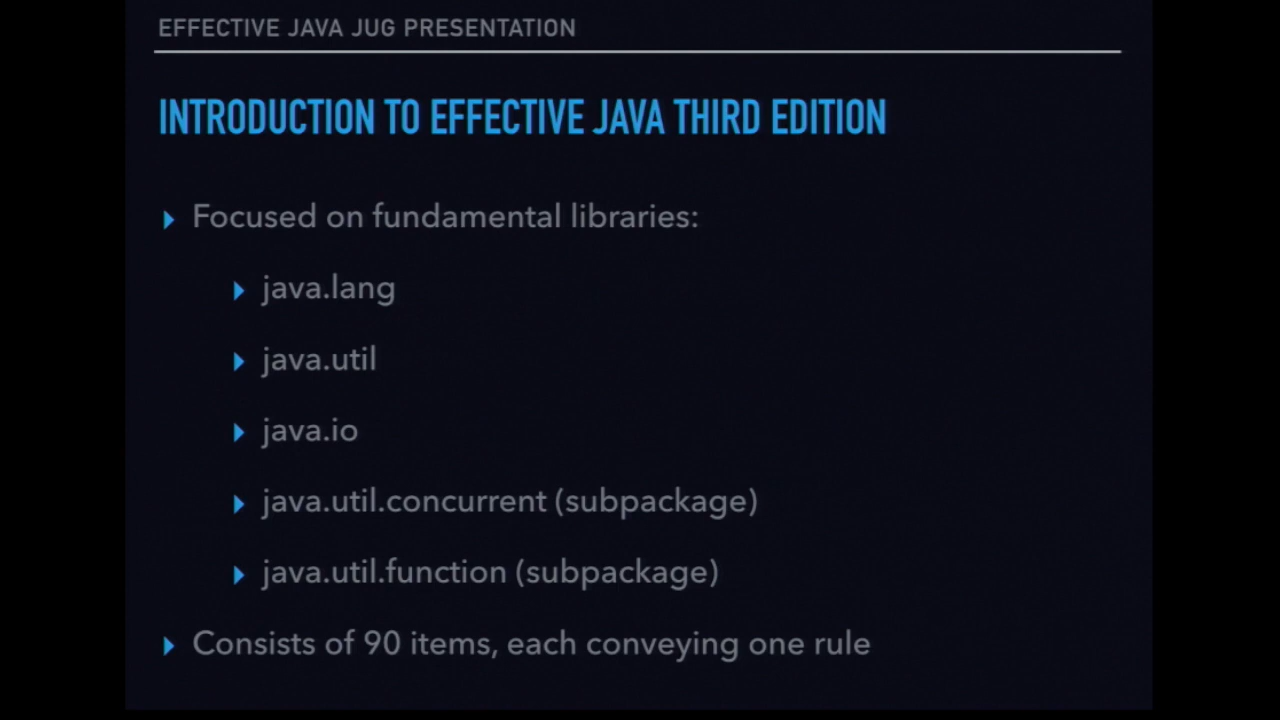 EFFECTIVE JAVA JUG PRESENTATION
INTRODUCTION TO EFFECTIVE JAVA THIRD EDITION
Focused on fundamental libraries:
java.lang
java.util
java.io
java.util.concurrent (subpackage)
java.util.function (subpackage)
Consists of 90 items, each conveying one rule